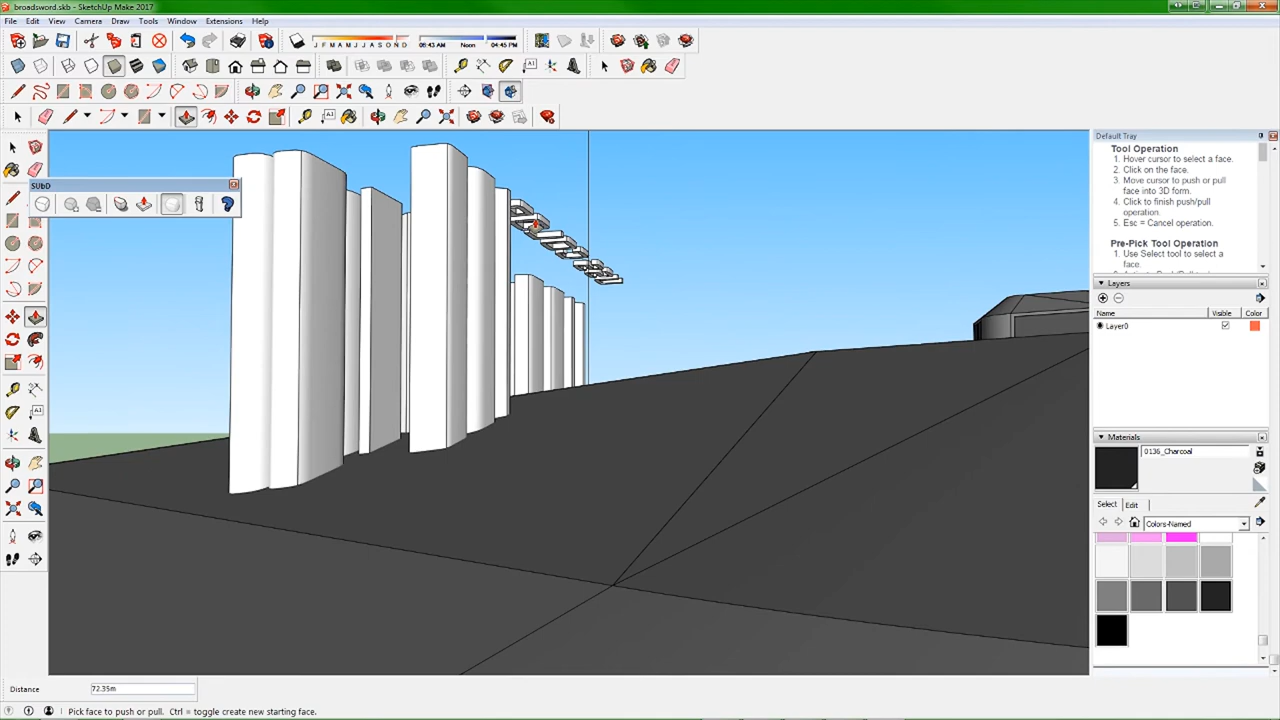 broadsword.skb - SketchUp Make 2017
File Edit View Camera Draw Tools Window Extensions Help
J F M A M J J A S O N D
06:43 AM Noon 04:45 PM
Default Tray
Tool Operation
1. Hover cursor to select a face.
2. Click on the face.
3. Move cursor to push or pull
face into 3D form.
4. Click to finish push/pull
operation.
5. Esc = Cancel operation.
Pre-Pick Tool Operation
1. Use Select tool to select a
face.
SUbD
Layers
Name Visible Color
Layer0
Materials
0136_Charcoal
Select Edit
Colors-Named
Distance 72.35m
Pick face to push or pull. Ctrl = toggle create new starting face.